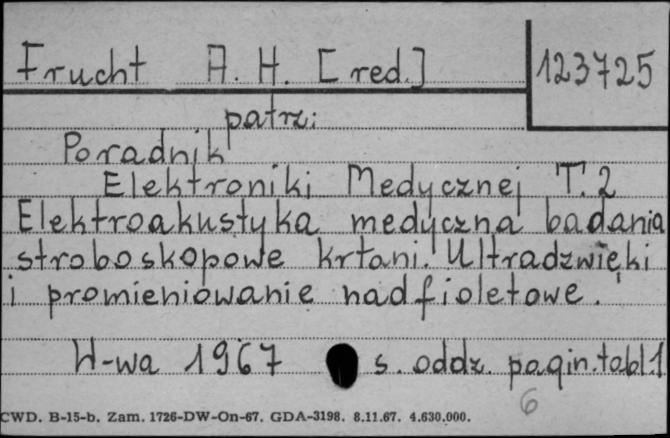 Frucht A. H. [red.]
123725
patrz:
Poradnik
Elektroniki Medycznej T. 2
Elektroakustyka medyczna badania
stroboskopowe krtani. Ultradzwięki
i promieniowanie nadfioletowe.
W-wa 1967 s. oddz. pagin. tabl. 1
6
CWD. B-15-b. Zam. 1726-DW-On-67. GDA-3198. 8.11.67. 4.630.000.